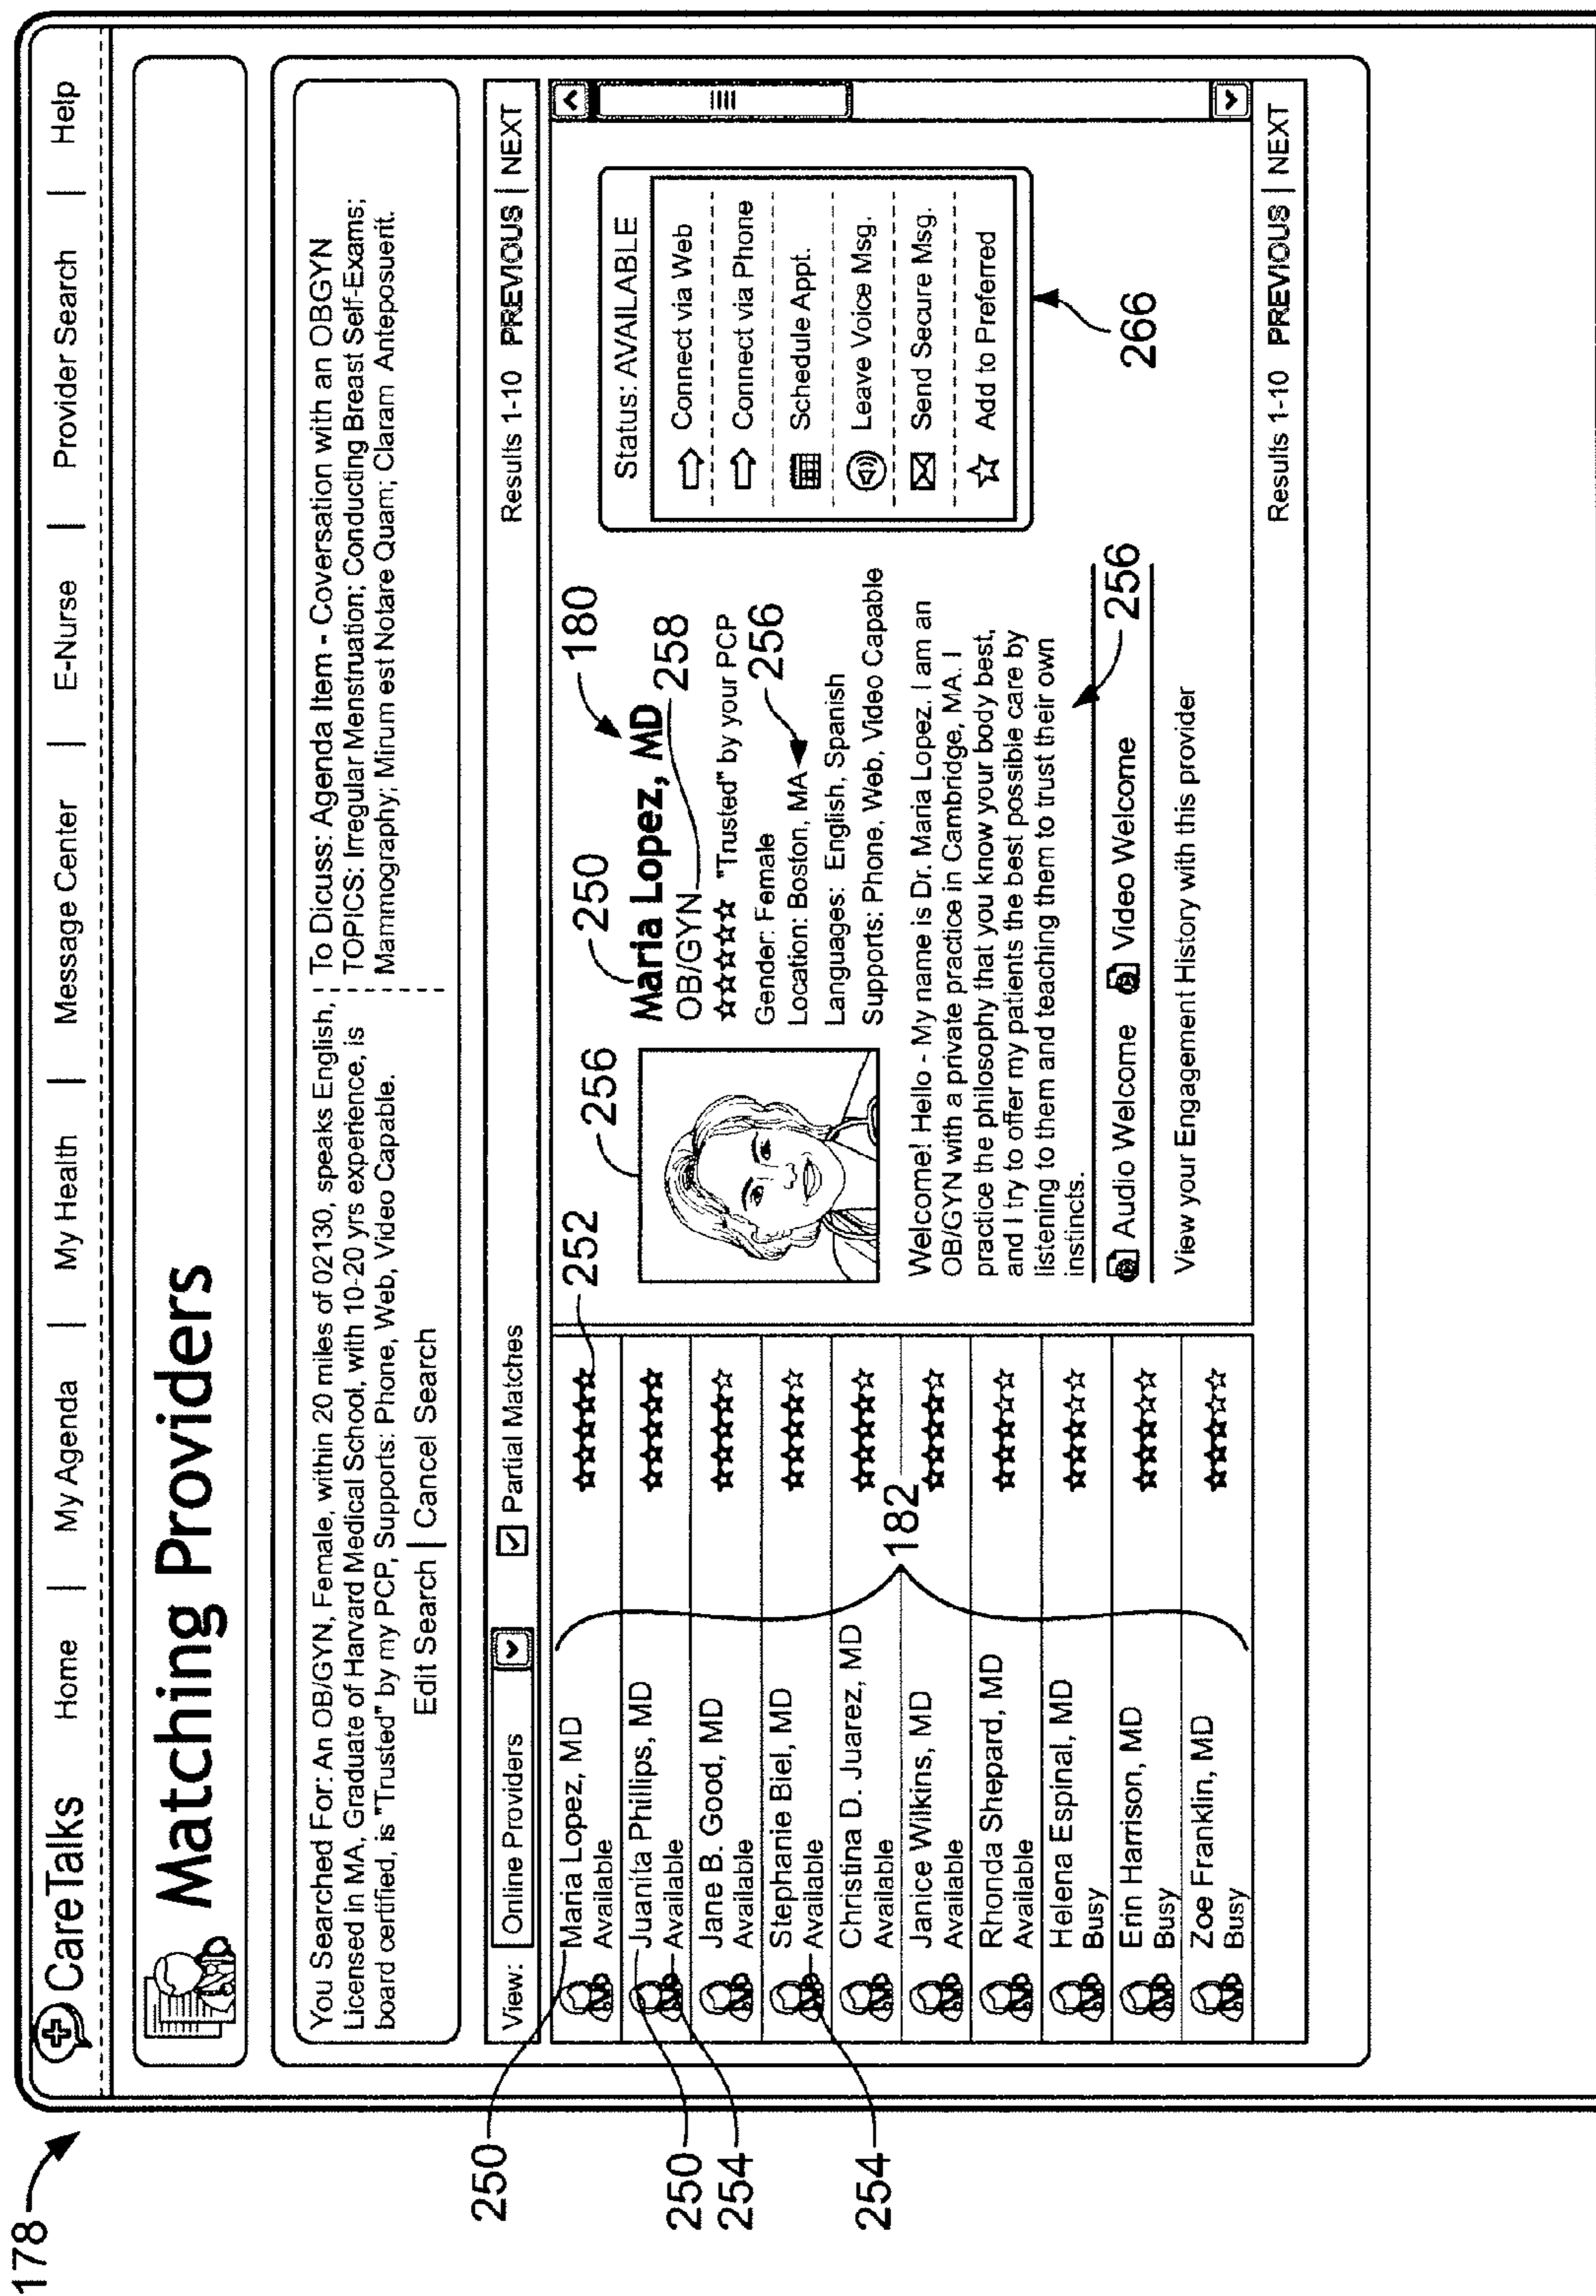 178
CareTalks
Home | My Agenda | My Health | Message Center | E-Nurse | Provider Search | Help
Matching Providers
You Searched For: An OB/GYN, Female, within 20 miles of 02130, speaks English,
Licensed in MA, Graduate of Harvard Medical School, with 10-20 yrs experience, is
board certified, is "Trusted" by my PCP, Supports: Phone, Web, Video Capable.
Edit Search | Cancel Search
To Dicuss: Agenda Item - Coversation with an OBGYN
TOPICS: Irregular Menstruation; Conducting Breast Self-Exams;
Mammography; Mirum est Notare Quam; Claram Anteposuerit.
View: Online Providers Partial Matches Results 1-10 PREVIOUS | NEXT
250
Maria Lopez, MD
Available
252
250
Juanita Phillips, MD
254
Available
Jane B. Good, MD
Available
Stephanie Biel, MD
254
Available
Christina D. Juarez, MD
Available
182
Janice Wilkins, MD
Available
Rhonda Shepard, MD
Available
Helena Espinal, MD
Busy
Erin Harrison, MD
Busy
Zoe Franklin, MD
Busy
256
250
180
Maria Lopez, MD
OB/GYN
258
"Trusted" by your PCP
Gender: Female
Location: Boston, MA
256
Languages: English, Spanish
Supports: Phone, Web, Video Capable
Welcome! Hello - My name is Dr. Maria Lopez. I am an
OB/GYN with a private practice in Cambridge, MA. I
practice the philosophy that you know your body best,
and I try to offer my patients the best possible care by
listening to them and teaching them to trust their own
instincts.
256
Audio Welcome Video Welcome
View your Engagement History with this provider
Status: AVAILABLE
Connect via Web
Connect via Phone
Schedule Appt.
Leave Voice Msg.
Send Secure Msg.
Add to Preferred
266
Results 1-10 PREVIOUS | NEXT